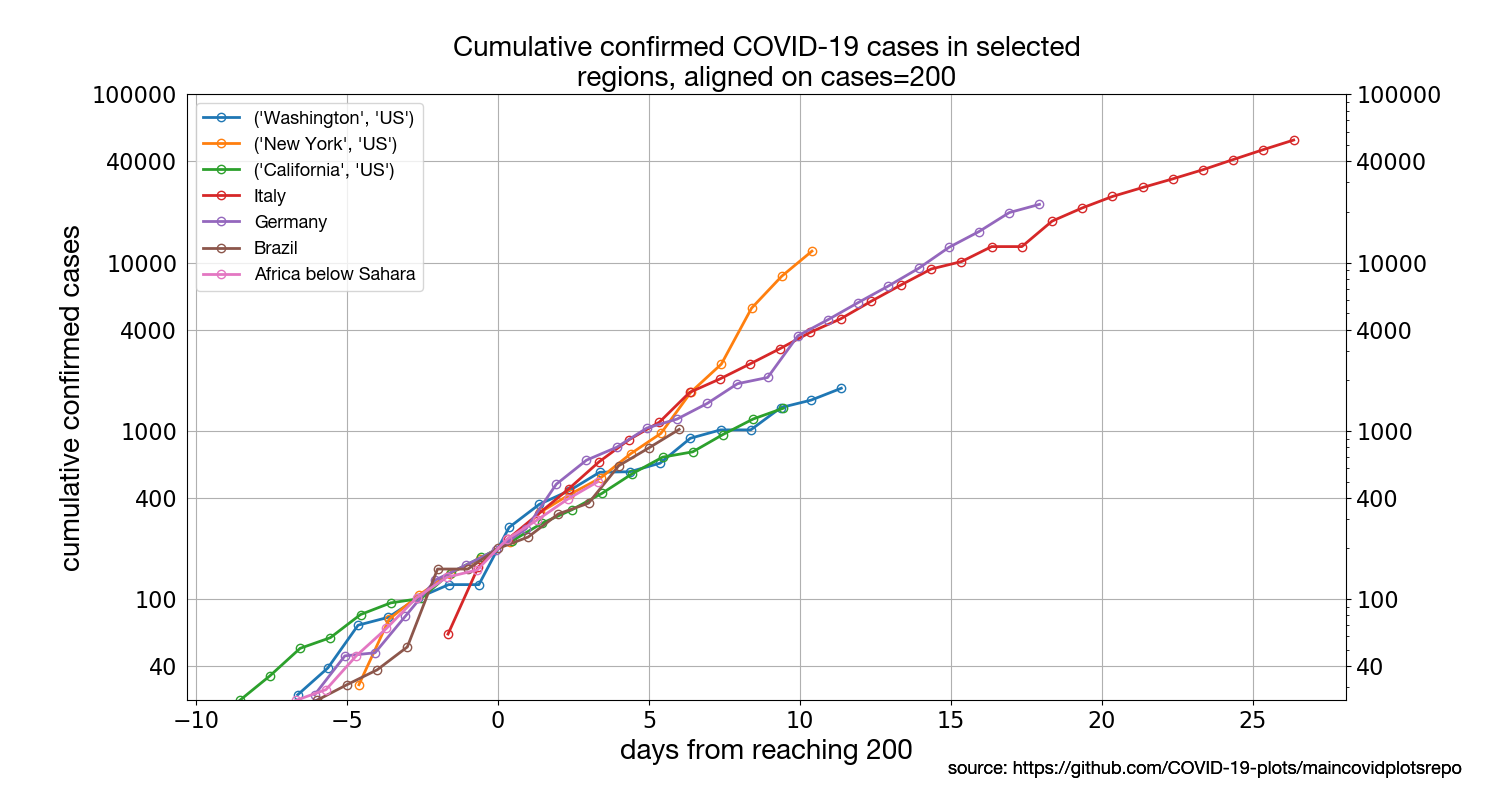 Cumulative confirmed COVID-19 cases in selected
regions, aligned on cases=200
100000
40000
10000
4000
1000
400
100
40
cumulative confirmed cases
('Washington', 'US')
('New York', 'US')
('California', 'US')
Italy
Germany
Brazil
Africa below Sahara
100000
40000
10000
4000
1000
400
100
40
−10 −5 0 5 10 15 20 25
days from reaching 200
source: https://github.com/COVID-19-plots/maincovidplotsrepo